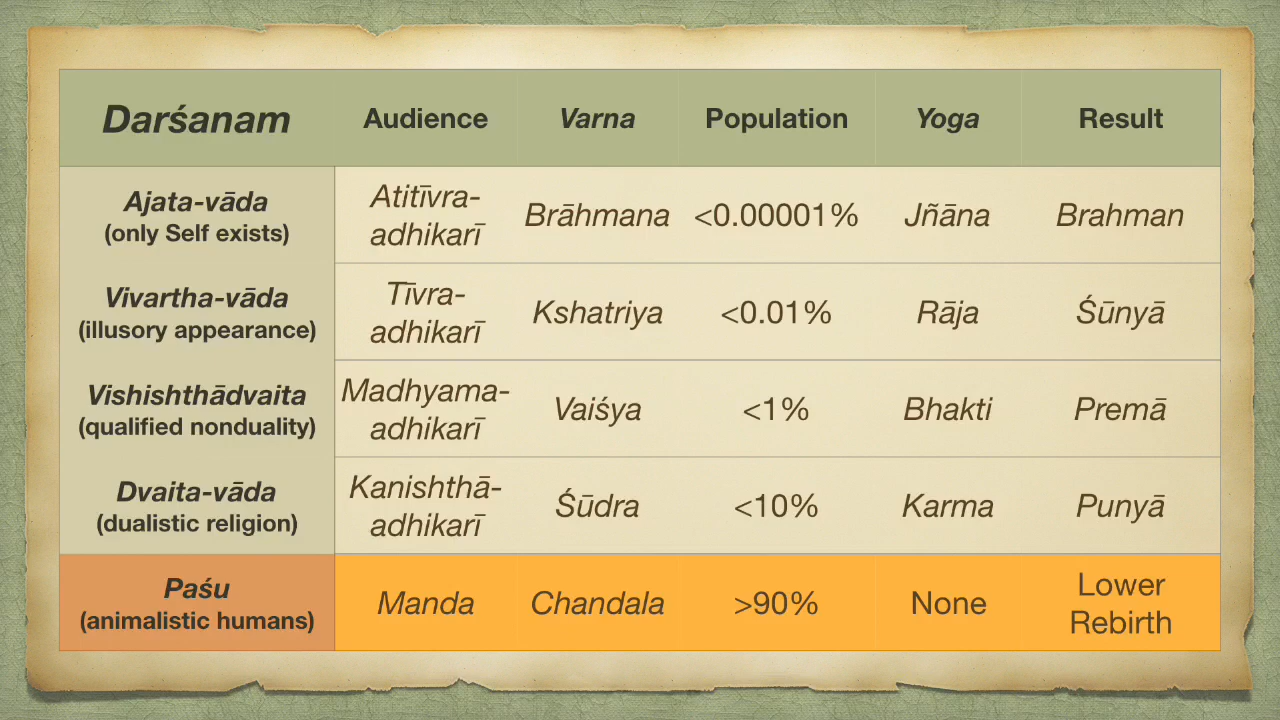 Darśanam Audience Varna Population Yoga Result
Ajata-vāda
(only Self exists)
Atitīvra-
adhikarī
Brāhmana
<0.00001%
Jñāna
Brahman
Vivartha-vāda
(illusory appearance)
Tīvra-
adhikarī
Kshatriya
<0.01%
Rāja
Śūnyā
Vishishthādvaita
(qualified nonduality)
Madhyama-
adhikarī
Vaiśya
<1%
Bhakti
Premā
Dvaita-vāda
(dualistic religion)
Kanishthā-
adhikarī
Śūdra
<10%
Karma
Punyā
Paśu
(animalistic humans)
Manda
Chandala
>90%
None
Lower
Rebirth